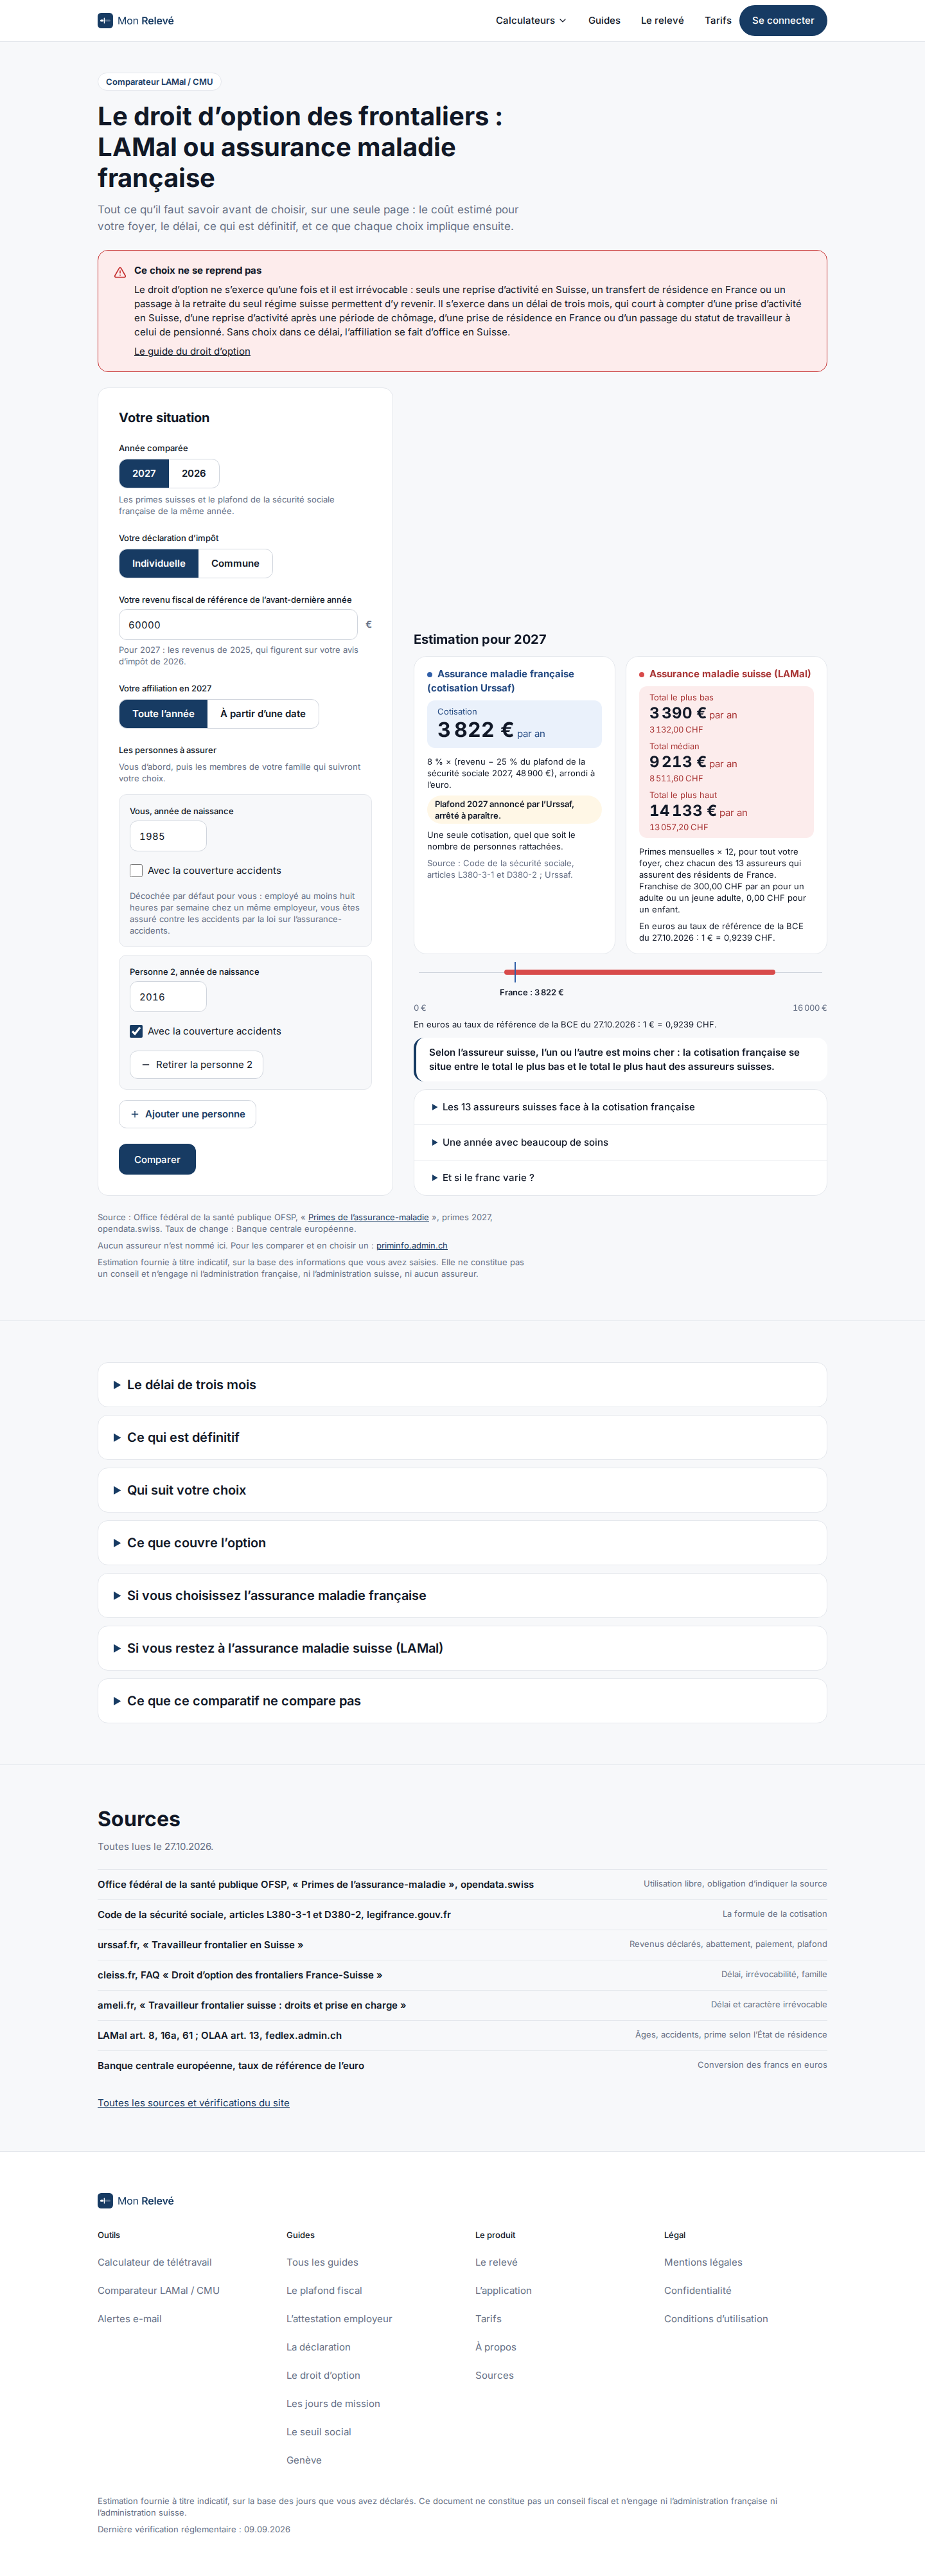 Mon Relevé
Calculateurs
Guides
Le relevé
Tarifs
Se connecter
Comparateur LAMal / CMU
Le droit d’option des frontaliers :
LAMal ou assurance maladie
française
Tout ce qu’il faut savoir avant de choisir, sur une seule page : le coût estimé pour
votre foyer, le délai, ce qui est définitif, et ce que chaque choix implique ensuite.
Ce choix ne se reprend pas
Le droit d’option ne s’exerce qu’une fois et il est irrévocable : seuls une reprise d’activité en Suisse, un transfert de résidence en France ou un
passage à la retraite du seul régime suisse permettent d’y revenir. Il s’exerce dans un délai de trois mois, qui court à compter d’une prise d’activité
en Suisse, d’une reprise d’activité après une période de chômage, d’une prise de résidence en France ou d’un passage du statut de travailleur à
celui de pensionné. Sans choix dans ce délai, l’affiliation se fait d’office en Suisse.
Le guide du droit d’option
Votre situation
Année comparée
2027
2026
Les primes suisses et le plafond de la sécurité sociale
française de la même année.
Votre déclaration d’impôt
Individuelle
Commune
Votre revenu fiscal de référence de l’avant-dernière année
60000
€
Pour 2027 : les revenus de 2025, qui figurent sur votre avis
d’impôt de 2026.
Votre affiliation en 2027
Toute l’année
À partir d’une date
Les personnes à assurer
Vous d’abord, puis les membres de votre famille qui suivront
votre choix.
Vous, année de naissance
1985
Avec la couverture accidents
Décochée par défaut pour vous : employé au moins huit
heures par semaine chez un même employeur, vous êtes
assuré contre les accidents par la loi sur l’assurance-
accidents.
Personne 2, année de naissance
2016
Avec la couverture accidents
− Retirer la personne 2
+ Ajouter une personne
Comparer
Estimation pour 2027
Assurance maladie française
(cotisation Urssaf)
Cotisation
3 822 € par an
8 % × (revenu − 25 % du plafond de la
sécurité sociale 2027, 48 900 €), arrondi à
l’euro.
Plafond 2027 annoncé par l’Urssaf,
arrêté à paraître.
Une seule cotisation, quel que soit le
nombre de personnes rattachées.
Source : Code de la sécurité sociale,
articles L380-3-1 et D380-2 ; Urssaf.
Assurance maladie suisse (LAMal)
Total le plus bas
3 390 € par an
3 132,00 CHF
Total médian
9 213 € par an
8 511,60 CHF
Total le plus haut
14 133 € par an
13 057,20 CHF
Primes mensuelles × 12, pour tout votre
foyer, chez chacun des 13 assureurs qui
assurent des résidents de France.
Franchise de 300,00 CHF par an pour un
adulte ou un jeune adulte, 0,00 CHF pour
un enfant.
En euros au taux de référence de la BCE
du 27.10.2026 : 1 € = 0,9239 CHF.
France : 3 822 €
0 €
16 000 €
En euros au taux de référence de la BCE du 27.10.2026 : 1 € = 0,9239 CHF.
Selon l’assureur suisse, l’un ou l’autre est moins cher : la cotisation française se
situe entre le total le plus bas et le total le plus haut des assureurs suisses.
Les 13 assureurs suisses face à la cotisation française
Une année avec beaucoup de soins
Et si le franc varie ?
Source : Office fédéral de la santé publique OFSP, « Primes de l’assurance-maladie », primes 2027,
opendata.swiss. Taux de change : Banque centrale européenne.
Aucun assureur n’est nommé ici. Pour les comparer et en choisir un : priminfo.admin.ch
Estimation fournie à titre indicatif, sur la base des informations que vous avez saisies. Elle ne constitue pas
un conseil et n’engage ni l’administration française, ni l’administration suisse, ni aucun assureur.
Le délai de trois mois
Ce qui est définitif
Qui suit votre choix
Ce que couvre l’option
Si vous choisissez l’assurance maladie française
Si vous restez à l’assurance maladie suisse (LAMal)
Ce que ce comparatif ne compare pas
Sources
Toutes lues le 27.10.2026.
Office fédéral de la santé publique OFSP, « Primes de l’assurance-maladie », opendata.swiss
Utilisation libre, obligation d’indiquer la source
Code de la sécurité sociale, articles L380-3-1 et D380-2, legifrance.gouv.fr
La formule de la cotisation
urssaf.fr, « Travailleur frontalier en Suisse »
Revenus déclarés, abattement, paiement, plafond
cleiss.fr, FAQ « Droit d’option des frontaliers France-Suisse »
Délai, irrévocabilité, famille
ameli.fr, « Travailleur frontalier suisse : droits et prise en charge »
Délai et caractère irrévocable
LAMal art. 8, 16a, 61 ; OLAA art. 13, fedlex.admin.ch
Âges, accidents, prime selon l’État de résidence
Banque centrale européenne, taux de référence de l’euro
Conversion des francs en euros
Toutes les sources et vérifications du site
Mon Relevé
Outils
Calculateur de télétravail
Comparateur LAMal / CMU
Alertes e-mail
Guides
Tous les guides
Le plafond fiscal
L’attestation employeur
La déclaration
Le droit d’option
Les jours de mission
Le seuil social
Genève
Le produit
Le relevé
L’application
Tarifs
À propos
Sources
Légal
Mentions légales
Confidentialité
Conditions d’utilisation
Estimation fournie à titre indicatif, sur la base des jours que vous avez déclarés. Ce document ne constitue pas un conseil fiscal et n’engage ni l’administration française ni
l’administration suisse.
Dernière vérification réglementaire : 09.09.2026